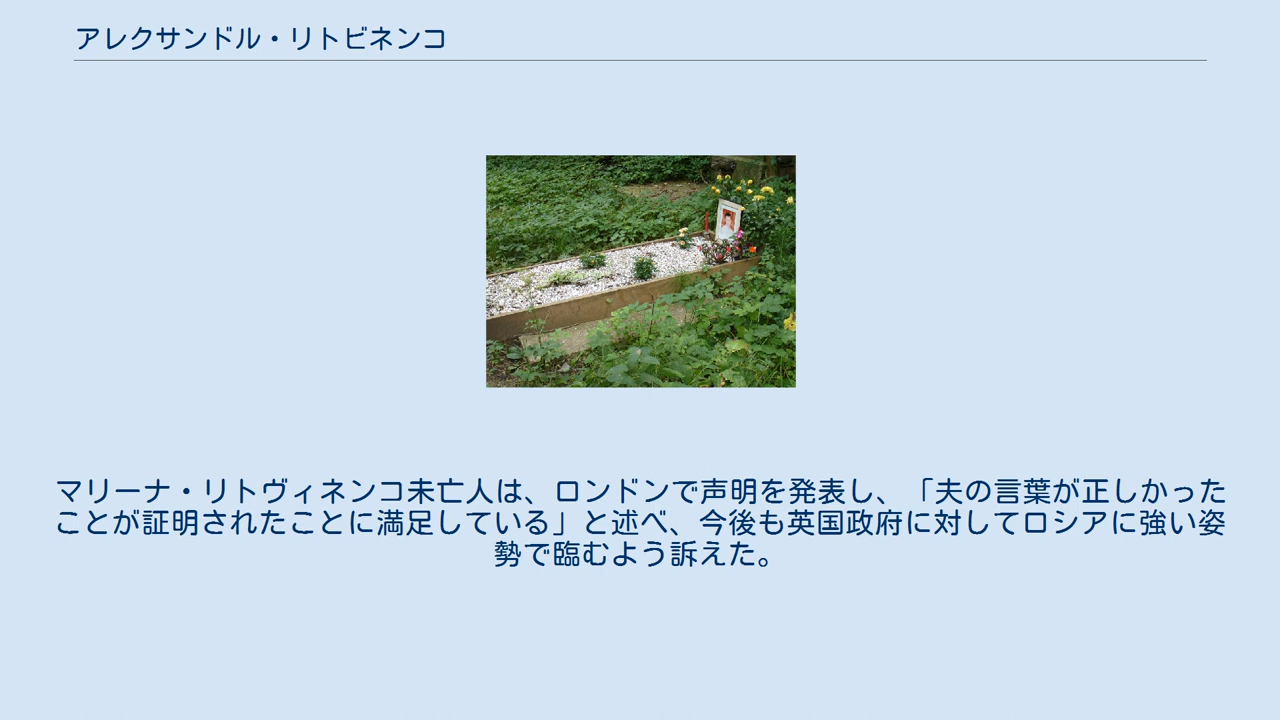 アレクサンドル・リトビネンコ
マリーナ・リトヴィネンコ未亡人は、ロンドンで声明を発表し、「夫の言葉が正しかった
ことが証明されたことに満足している」と述べ、今後も英国政府に対してロシアに強い姿
勢で臨むよう訴えた。